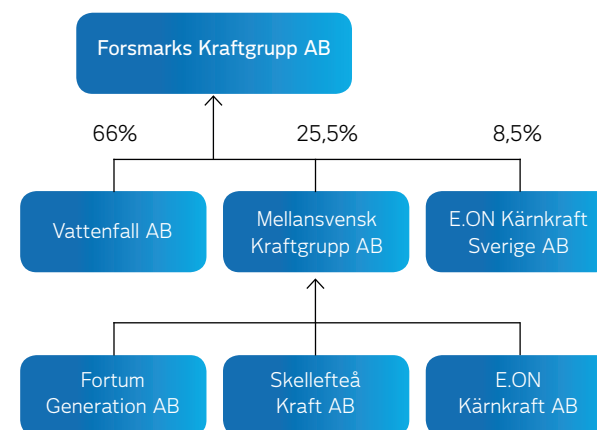 Forsmarks Kraftgrupp AB
66%
25,5%
8,5%
Vattenfall AB
Mellansvensk
Kraftgrupp AB
E.ON Kärnkraft
Sverige AB
Fortum
Generation AB
Skellefteå
Kraft AB
E.ON
Kärnkraft AB